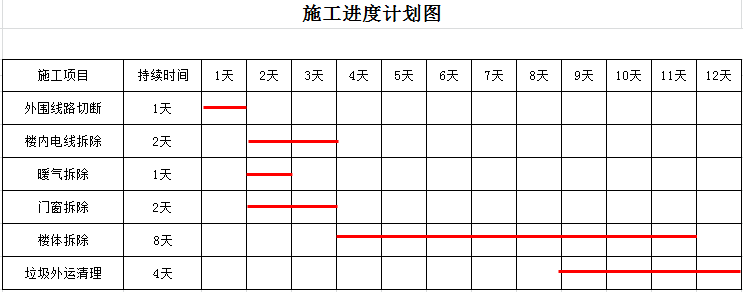 施工进度计划图
施工项目 持续时间 1天 2天 3天 4天 5天 6天 7天 8天 9天 10天 11天 12天
外围线路切断 1天
楼内电线拆除 2天
暖气拆除 1天
门窗拆除 2天
楼体拆除 8天
垃圾外运清理 4天